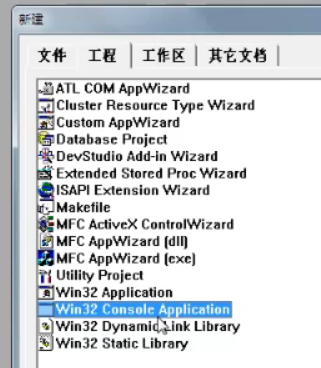 新建
文件 工程 工作区 其它文档
ATL COM AppWizard
Cluster Resource Type Wizard
Custom AppWizard
Database Project
DevStudio Add-in Wizard
Extended Stored Proc Wizard
ISAPI Extension Wizard
Makefile
MFC ActiveX ControlWizard
MFC AppWizard (dll)
MFC AppWizard (exe)
Utility Project
Win32 Application
Win32 Console Application
Win32 Dynamic-Link Library
Win32 Static Library